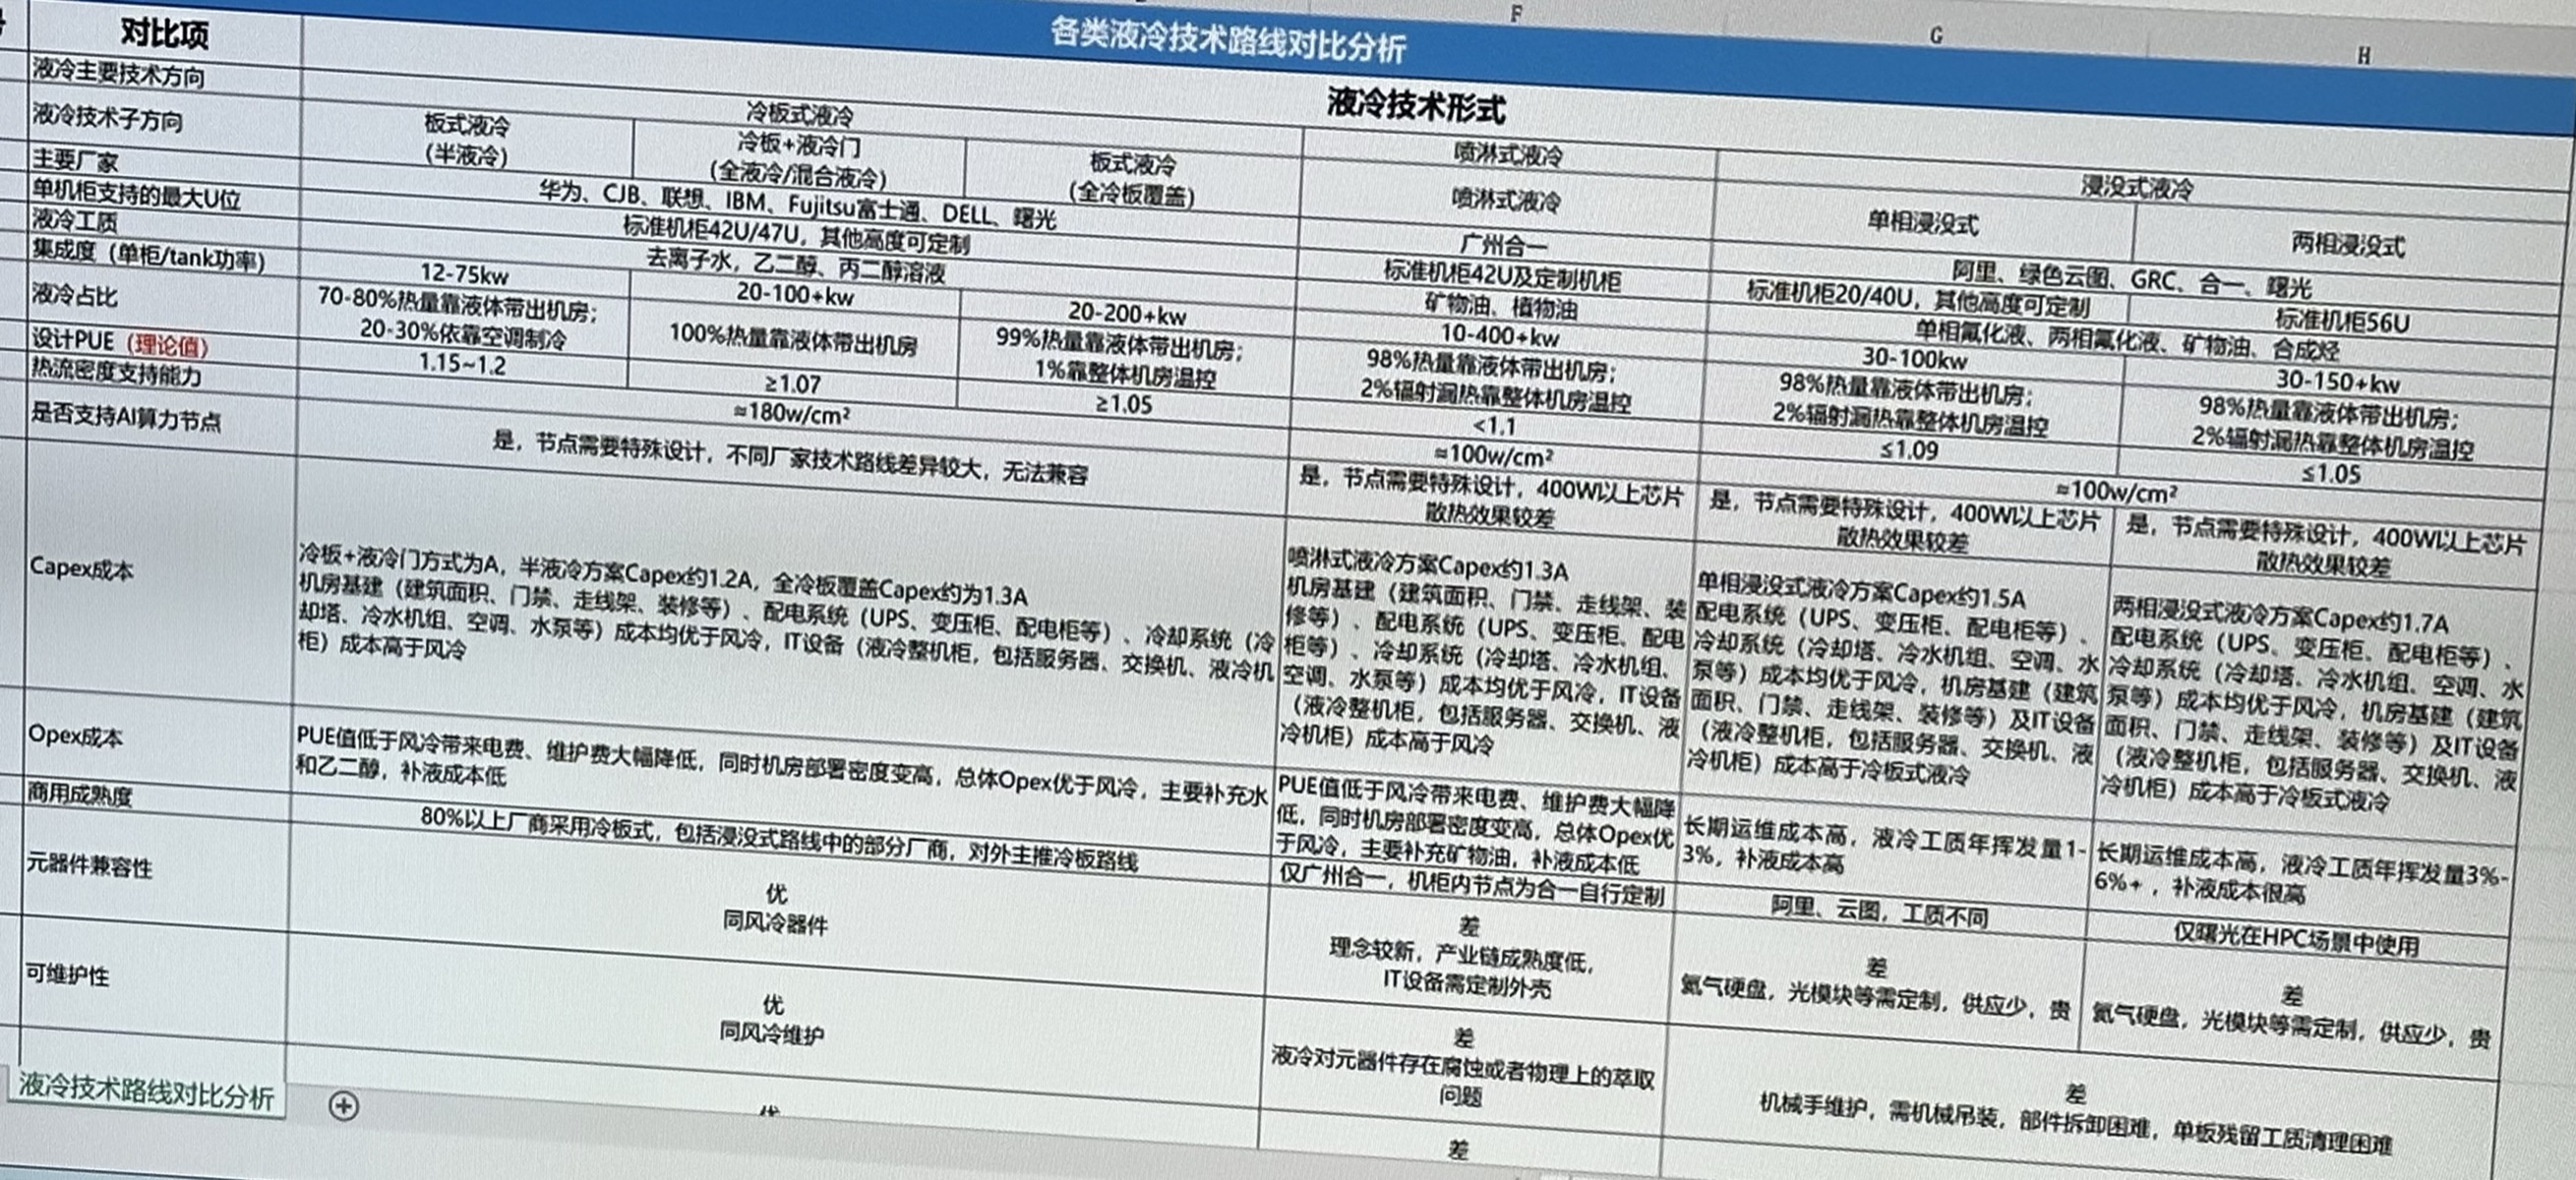 F
G
H
对比项
各类液冷技术路线对比分析
液冷技术形式
液冷主要技术方向
冷板式液冷
喷淋式液冷
浸没式液冷
液冷技术子方向
板式液冷
(半液冷)
冷板+液冷门
(全液冷/混合液冷)
板式液冷
(全冷板覆盖)
喷淋式液冷
单相浸没式
两相浸没式
主要厂家
华为、CJB、联想、IBM、Fujitsu富士通、DELL、曙光
广州合一
阿里、绿色云图、GRC、合一、曙光
单机柜支持的最大U位
标准机柜42U/47U，其他高度可定制
标准机柜42U及定制机柜
标准机柜20/40U，其他高度可定制
标准机柜56U
液冷工质
去离子水，乙二醇、丙二醇溶液
矿物油、植物油
单相氟化液、两相氟化液、矿物油、合成烃
集成度（单柜/tank功率）
12-75kw
20-100+kw
20-200+kw
10-400+kw
30-100kw
30-150+kw
液冷占比
70-80%热量靠液体带出机房；
20-30%依靠空调制冷
100%热量靠液体带出机房
99%热量靠液体带出机房；
1%靠整体机房温控
98%热量靠液体带出机房；
2%辐射漏热靠整体机房温控
98%热量靠液体带出机房；
2%辐射漏热靠整体机房温控
98%热量靠液体带出机房；
2%辐射漏热靠整体机房温控
设计PUE（理论值）
1.15~1.2
≥1.07
≥1.05
<1.1
≤1.09
≤1.05
热流密度支持能力
≈180w/cm²
≈100w/cm²
≈100w/cm²
是否支持AI算力节点
是，节点需要特殊设计，不同厂家技术路线差异较大，无法兼容
是，节点需要特殊设计，400W以上芯片
散热效果较差
是，节点需要特殊设计，400W以上芯片
散热效果较差
是，节点需要特殊设计，400W以上芯片
散热效果较差
Capex成本
冷板+液冷门方式为A，半液冷方案Capex约1.2A，全冷板覆盖Capex约为1.3A
机房基建（建筑面积、门禁、走线架、装修等）、配电系统（UPS、变压柜、配电柜等）、冷却系统（冷
却塔、冷水机组、空调、水泵等）成本均优于风冷，IT设备（液冷整机柜，包括服务器、交换机、液冷机
柜）成本高于风冷
喷淋式液冷方案Capex约1.3A
机房基建（建筑面积、门禁、走线架、装
修等）、配电系统（UPS、变压柜、配电
柜等）、冷却系统（冷却塔、冷水机组、
空调、水泵等）成本均优于风冷，IT设备
（液冷整机柜，包括服务器、交换机、液
冷机柜）成本高于风冷
单相浸没式液冷方案Capex约1.5A
配电系统（UPS、变压柜、配电柜等）、
冷却系统（冷却塔、冷水机组、空调、水
泵等）成本均优于风冷，机房基建（建筑
面积、门禁、走线架、装修等）及IT设备
（液冷整机柜，包括服务器、交换机、液
冷机柜）成本高于冷板式液冷
两相浸没式液冷方案Capex约1.7A
配电系统（UPS、变压柜、配电柜等）、
冷却系统（冷却塔、冷水机组、空调、水
泵等）成本均优于风冷，机房基建（建筑
面积、门禁、走线架、装修等）及IT设备
（液冷整机柜，包括服务器、交换机、液
冷机柜）成本高于冷板式液冷
Opex成本
PUE值低于风冷带来电费、维护费大幅降低，同时机房部署密度变高，总体Opex优于风冷，主要补充水
和乙二醇，补液成本低
PUE值低于风冷带来电费、维护费大幅降
低，同时机房部署密度变高，总体Opex优
于风冷，主要补充矿物油，补液成本低
长期运维成本高，液冷工质年挥发量1-
3%，补液成本高
长期运维成本高，液冷工质年挥发量3%-
6%+，补液成本很高
商用成熟度
80%以上厂商采用冷板式，包括浸没式路线中的部分厂商，对外主推冷板路线
仅广州合一，机柜内节点为合一自行定制
阿里、云图，工质不同
仅曙光在HPC场景中使用
元器件兼容性
优
同风冷器件
差
理念较新，产业链成熟度低，
IT设备需定制外壳
差
氦气硬盘，光模块等需定制，供应少，贵
差
氦气硬盘，光模块等需定制，供应少，贵
可维护性
优
同风冷维护
差
液冷对元器件存在腐蚀或者物理上的萃取
问题
差
机械手维护，需机械吊装，部件拆卸困难，单板残留工质清理困难
差
液冷技术路线对比分析